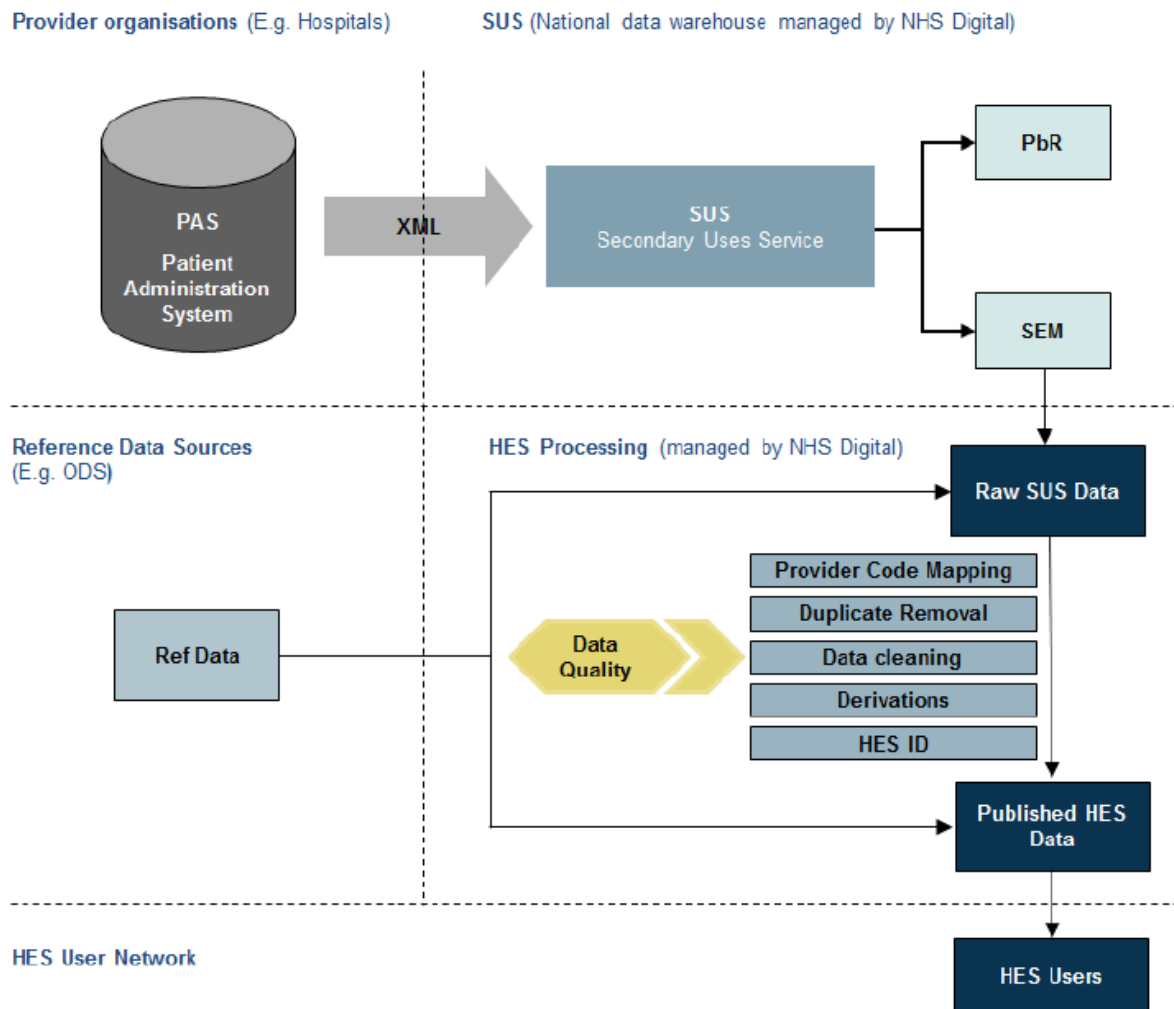 Provider organisations (E.g. Hospitals)
SUS (National data warehouse managed by NHS Digital)
PAS
Patient
Administration
System
XML
SUS
Secondary Uses Service
PbR
SEM
Reference Data Sources
(E.g. ODS)
HES Processing (managed by NHS Digital)
Raw SUS Data
Ref Data
Data
Quality
Provider Code Mapping
Duplicate Removal
Data cleaning
Derivations
HES ID
Published HES
Data
HES User Network
HES Users